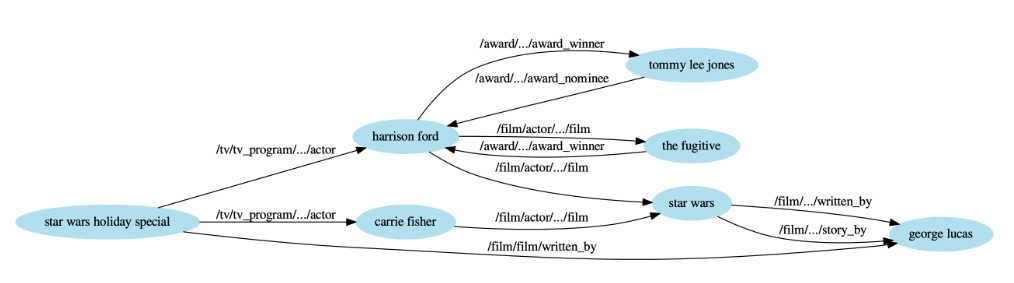 /award/.../award_winner
tommy lee jones
/award/.../award_nominee
harrison ford
/film/actor/.../film
/tv/tv_program/.../actor
/award/.../award_winner
the fugitive
/film/actor/.../film
star wars
/film/.../written_by
/tv/tv_program/.../actor
/film/actor/.../film
star wars holiday special
carrie fisher
/film/.../story_by
george lucas
/film/film/written_by